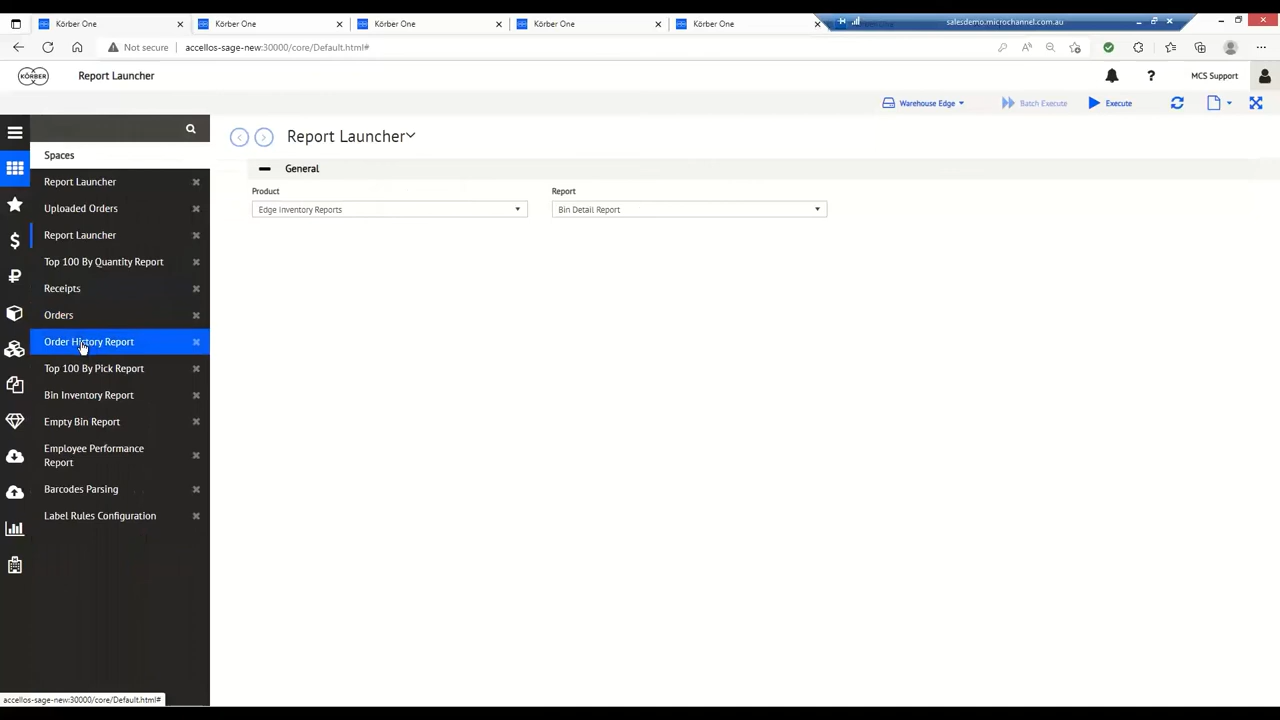 Körber One
Körber One
Körber One
Körber One
Körber One
salesdemo.microchannel.com.au
Not secure
accellos-sage-new:30000/core/Default.html#
KÖRBER
Report Launcher
MCS Support
Warehouse Edge
Batch Execute
Execute
Spaces
Report Launcher
Uploaded Orders
Report Launcher
Top 100 By Quantity Report
Receipts
Orders
Order History Report
Top 100 By Pick Report
Bin Inventory Report
Empty Bin Report
Employee Performance
Report
Barcodes Parsing
Label Rules Configuration
Report Launcher
General
Product
Report
Edge Inventory Reports
Bin Detail Report
accellos-sage-new:30000/core/Default.html#